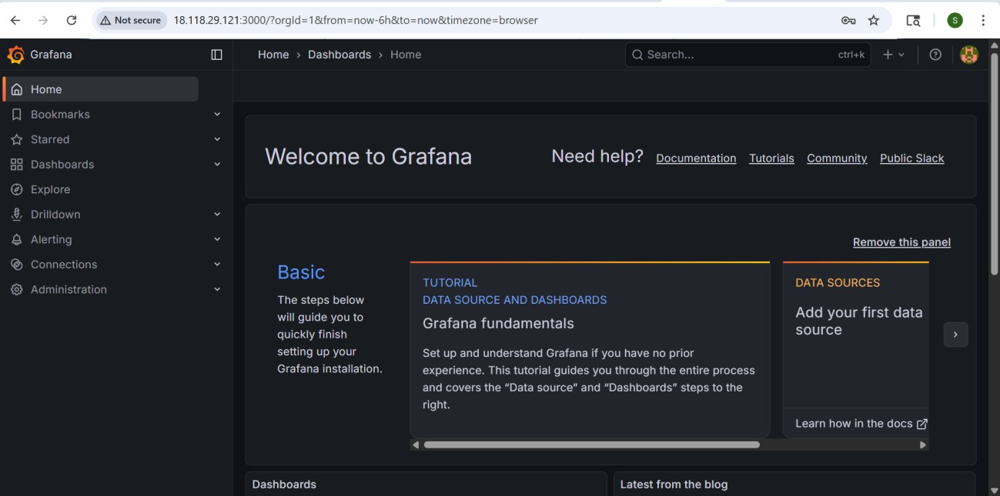 Not secure 18.118.29.121:3000/?orgId=1&from=now-6h&to=now&timezone=browser
S
Grafana
Home › Dashboards › Home
Search... ctrl+k
Home
Bookmarks
Starred
Dashboards
Explore
Drilldown
Alerting
Connections
Administration
Welcome to Grafana
Need help? Documentation Tutorials Community Public Slack
Remove this panel
Basic
The steps below
will guide you to
quickly finish
setting up your
Grafana installation.
TUTORIAL
DATA SOURCE AND DASHBOARDS
Grafana fundamentals
Set up and understand Grafana if you have no prior
experience. This tutorial guides you through the entire process
and covers the “Data source” and “Dashboards” steps to the
right.
DATA SOURCES
Add your first data
source
Learn how in the docs
Dashboards
Latest from the blog